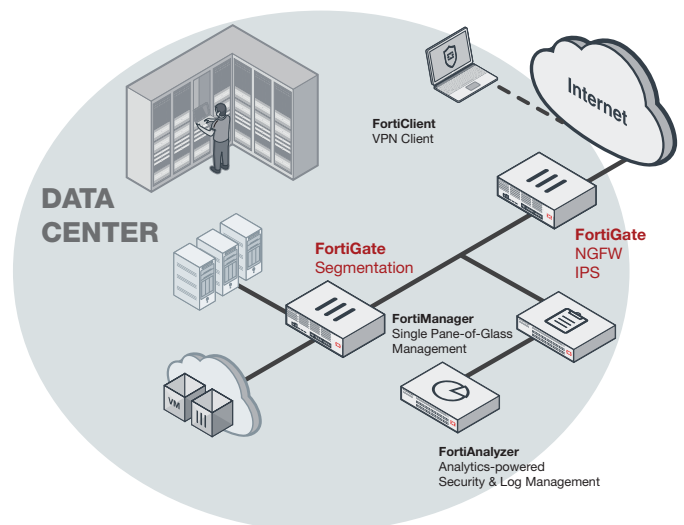 FortiClient
VPN Client
Internet
DATA
CENTER
FortiGate
Segmentation
FortiGate
NGFW
IPS
FortiManager
Single Pane-of-Glass
Management
VM
FortiAnalyzer
Analytics-powered
Security & Log Management